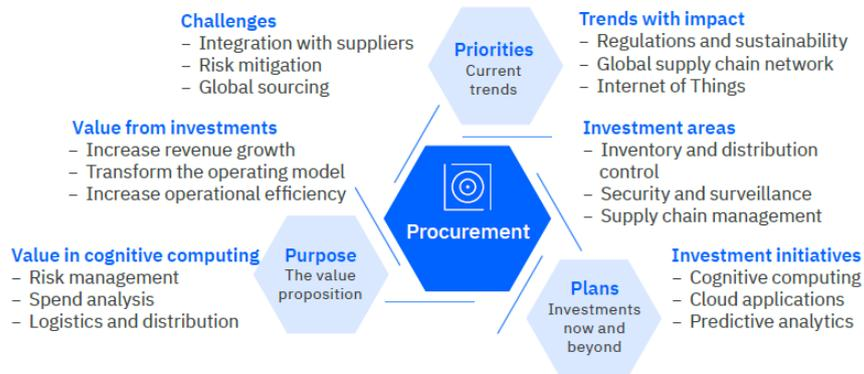 Challenges
– Integration with suppliers
– Risk mitigation
– Global sourcing
Priorities
Current
trends
Trends with impact
– Regulations and sustainability
– Global supply chain network
– Internet of Things
Value from investments
– Increase revenue growth
– Transform the operating model
– Increase operational efficiency
Investment areas
– Inventory and distribution
control
– Security and surveillance
– Supply chain management
Procurement
Value in cognitive computing
– Risk management
– Spend analysis
– Logistics and distribution
Purpose
The value
proposition
Plans
Investments
now and
beyond
Investment initiatives
– Cognitive computing
– Cloud applications
– Predictive analytics